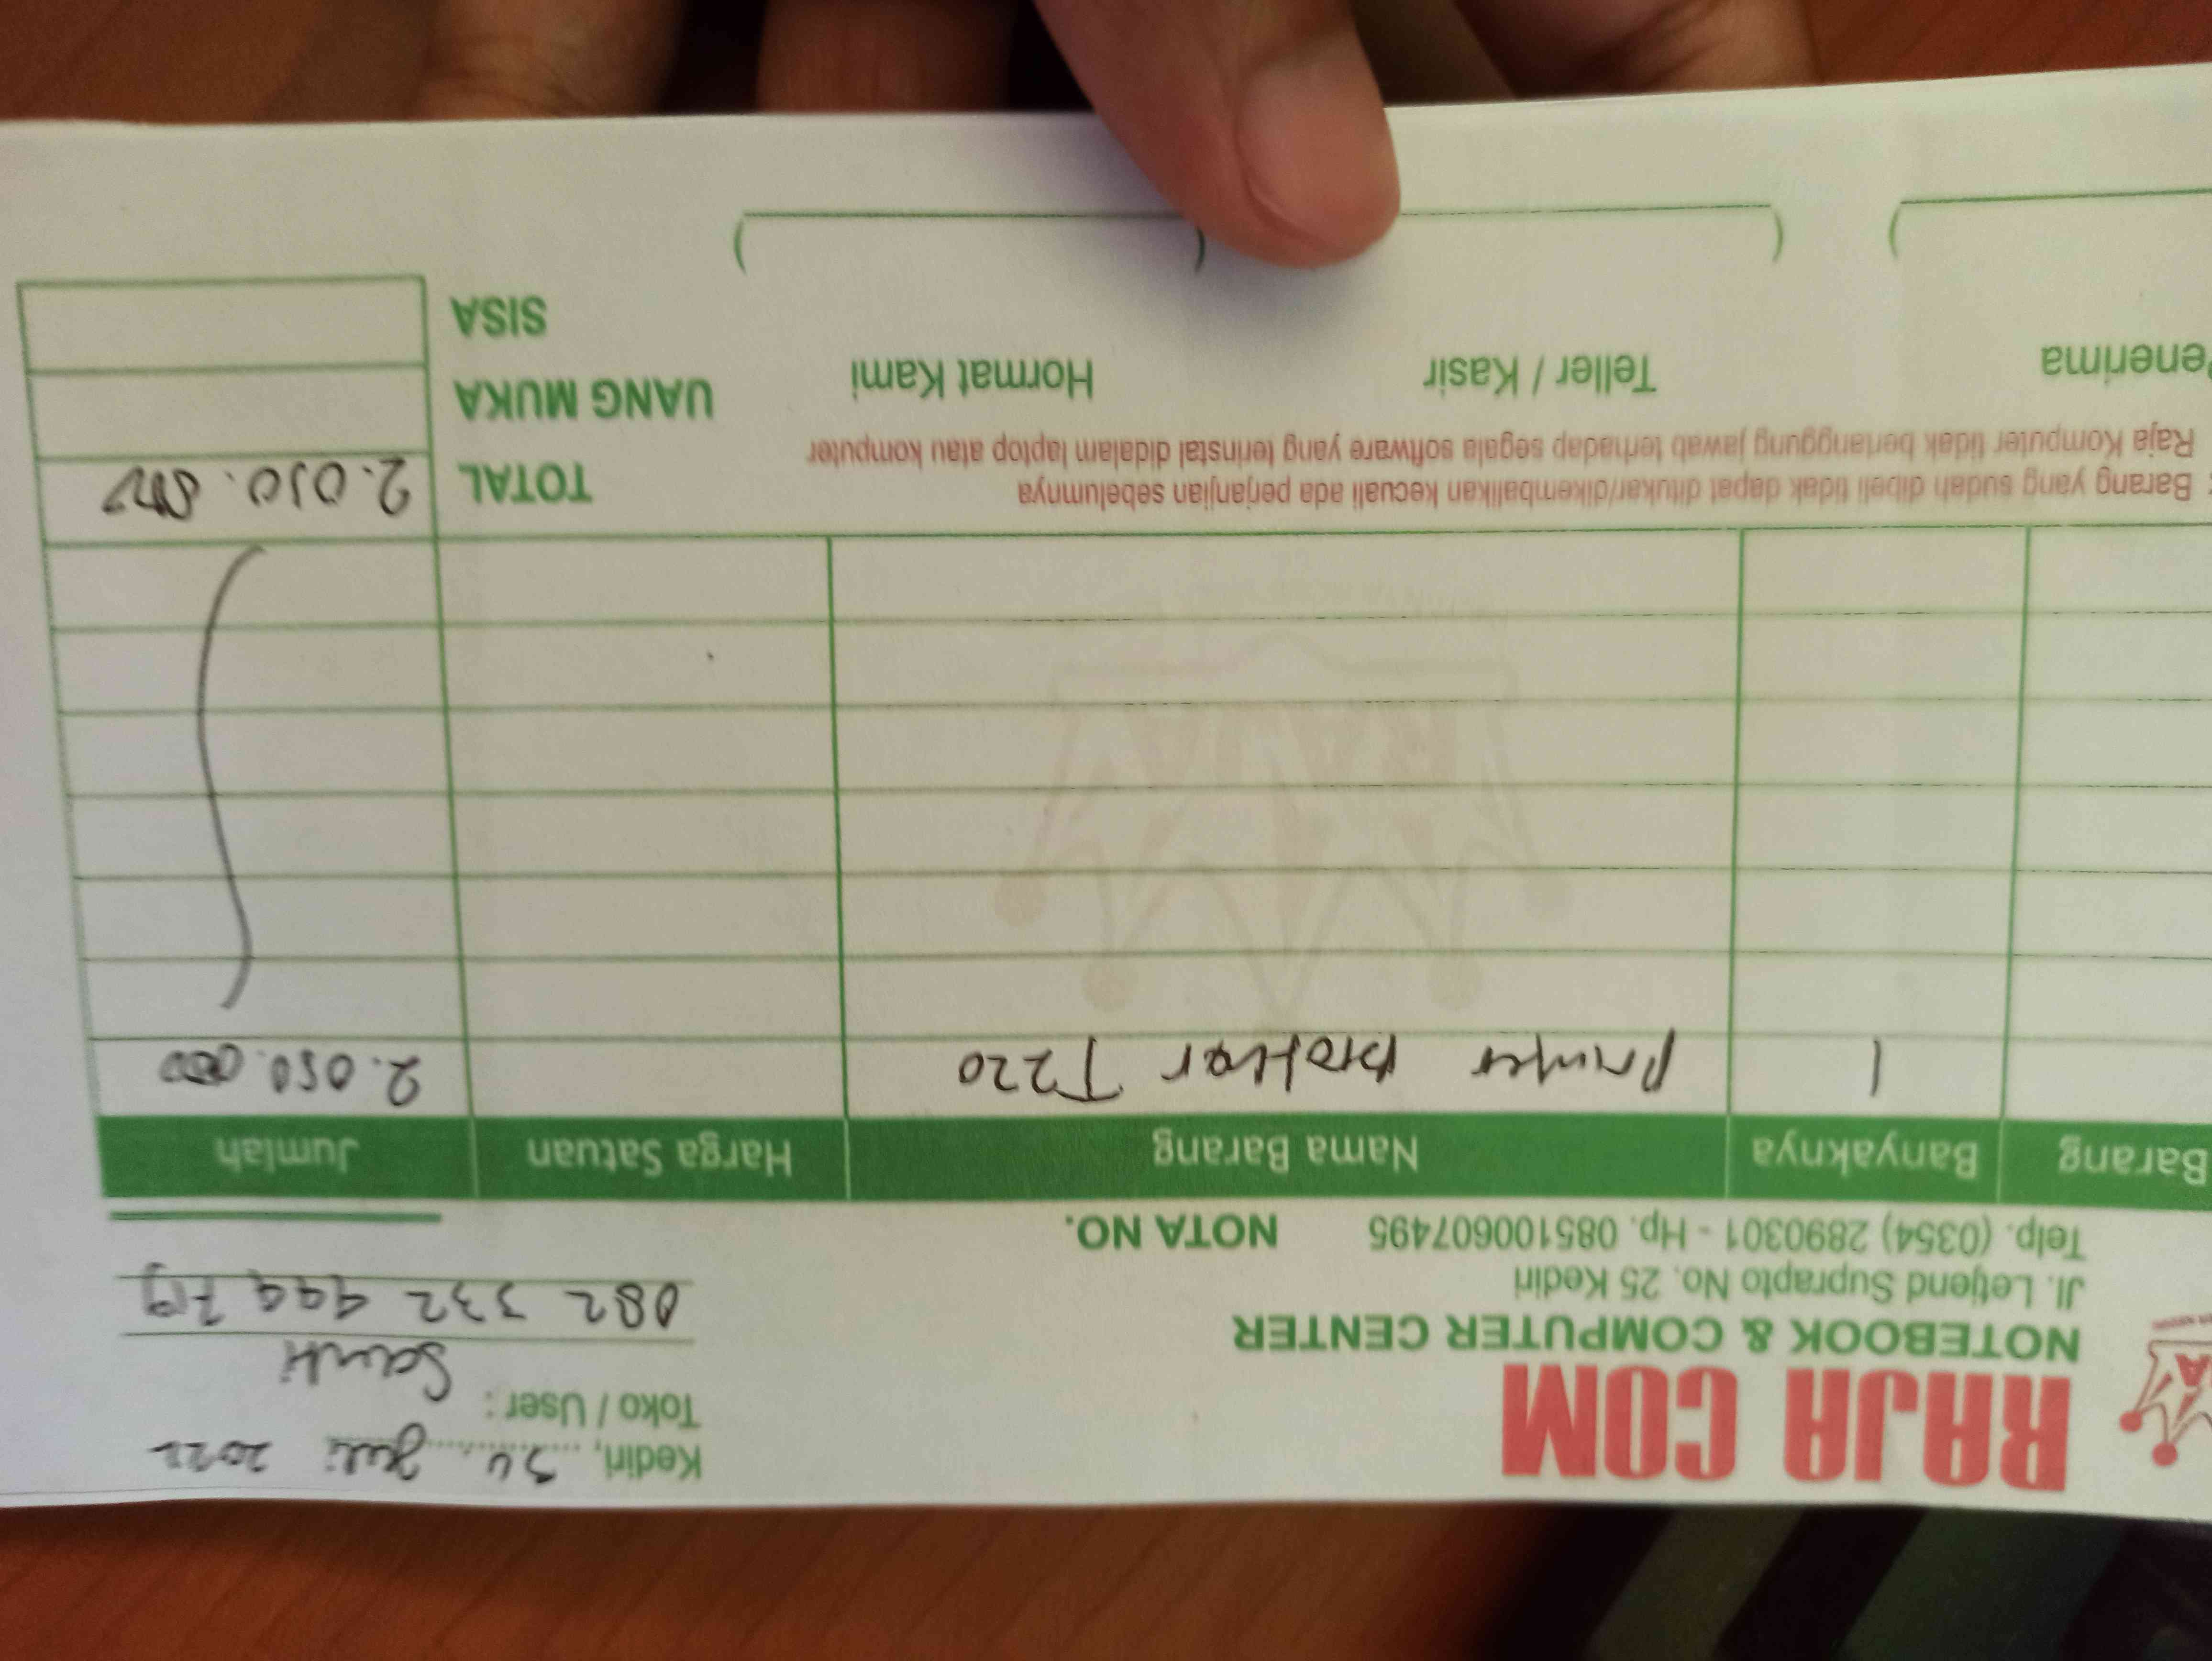 RAJA COM
NOTEBOOK & COMPUTER CENTER
Jl. Letjend Suprapto No. 25 Kediri
Telp. (0354) 2890301 - Hp. 085100607495 NOTA NO.
Kediri, Juli 2022
Toko / User :
Santi
082 332 999 719
Barang Banyaknya Nama Barang Harga Satuan Jumlah
1 Printer Brother T220 2.050.000
Barang yang sudah dibeli tidak dapat ditukar/dikembalikan kecuali ada perjanjian sebelumnya
Raja Komputer tidak bertanggung jawab terhadap segala software yang terinstal didalam laptop atau komputer
TOTAL 2.050.000
UANG MUKA
SISA
Penerima Teller / Kasir Hormat Kami
RAJA